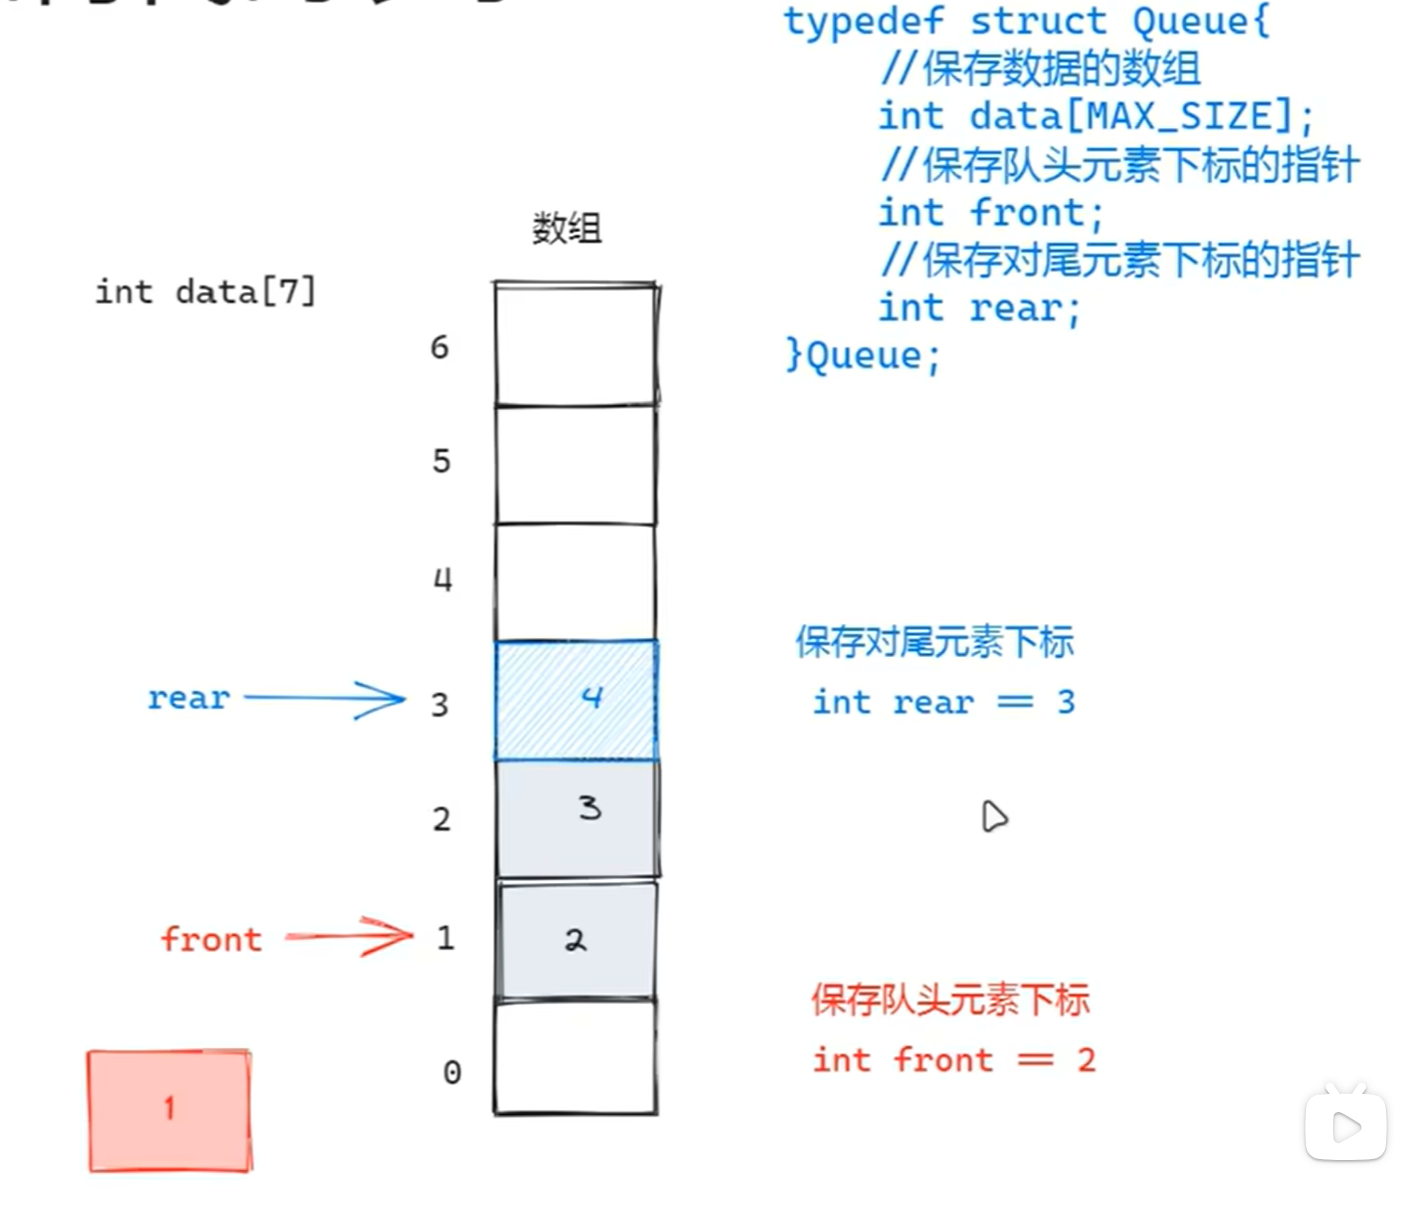 typedef struct Queue{
//保存数据的数组
int data[MAX_SIZE];
//保存队头元素下标的指针
int front;
//保存对尾元素下标的指针
int rear;
}Queue;
数组
int data[7]
6
5
4
保存对尾元素下标
rear
3
4
int rear == 3
2
3
front
1
2
保存队头元素下标
int front == 2
0
1